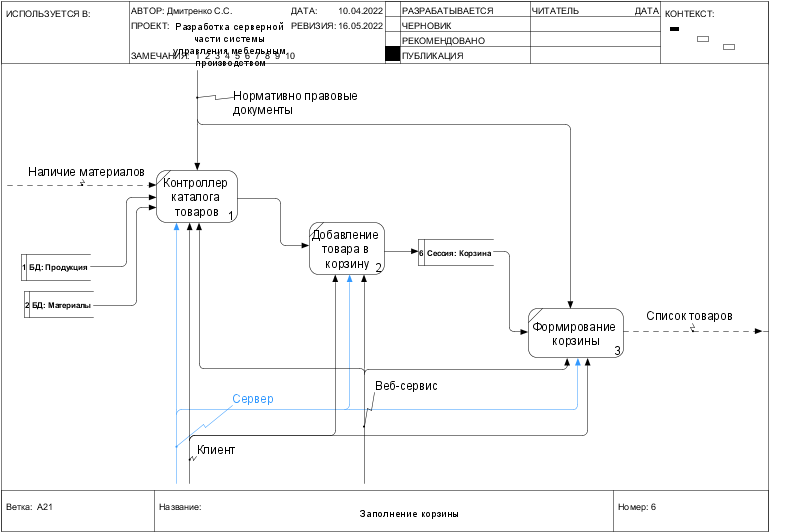 ИСПОЛЬЗУЕТСЯ В:
АВТОР: Дмитренко С.С.
ДАТА: 10.04.2022
ПРОЕКТ: Разработка серверной
части системы
управления мебельным
производством
РЕВИЗИЯ: 16.05.2022
ЗАМЕЧАНИЯ: 1 2 3 4 5 6 7 8 9 10
РАЗРАБАТЫВАЕТСЯ
ЧЕРНОВИК
РЕКОМЕНДОВАНО
ПУБЛИКАЦИЯ
ЧИТАТЕЛЬ
ДАТА
КОНТЕКСТ:
Нормативно правовые
документы
Наличие материалов
Контроллер
каталога
товаров
1
Добавление
товара в
корзину
2
6 Сессия: Корзина
1 БД: Продукция
2 БД: Материалы
Формирование
корзины
3
Список товаров
Веб-сервис
Сервер
Клиент
Ветка: A21
Название:
Заполнение корзины
Номер: 6